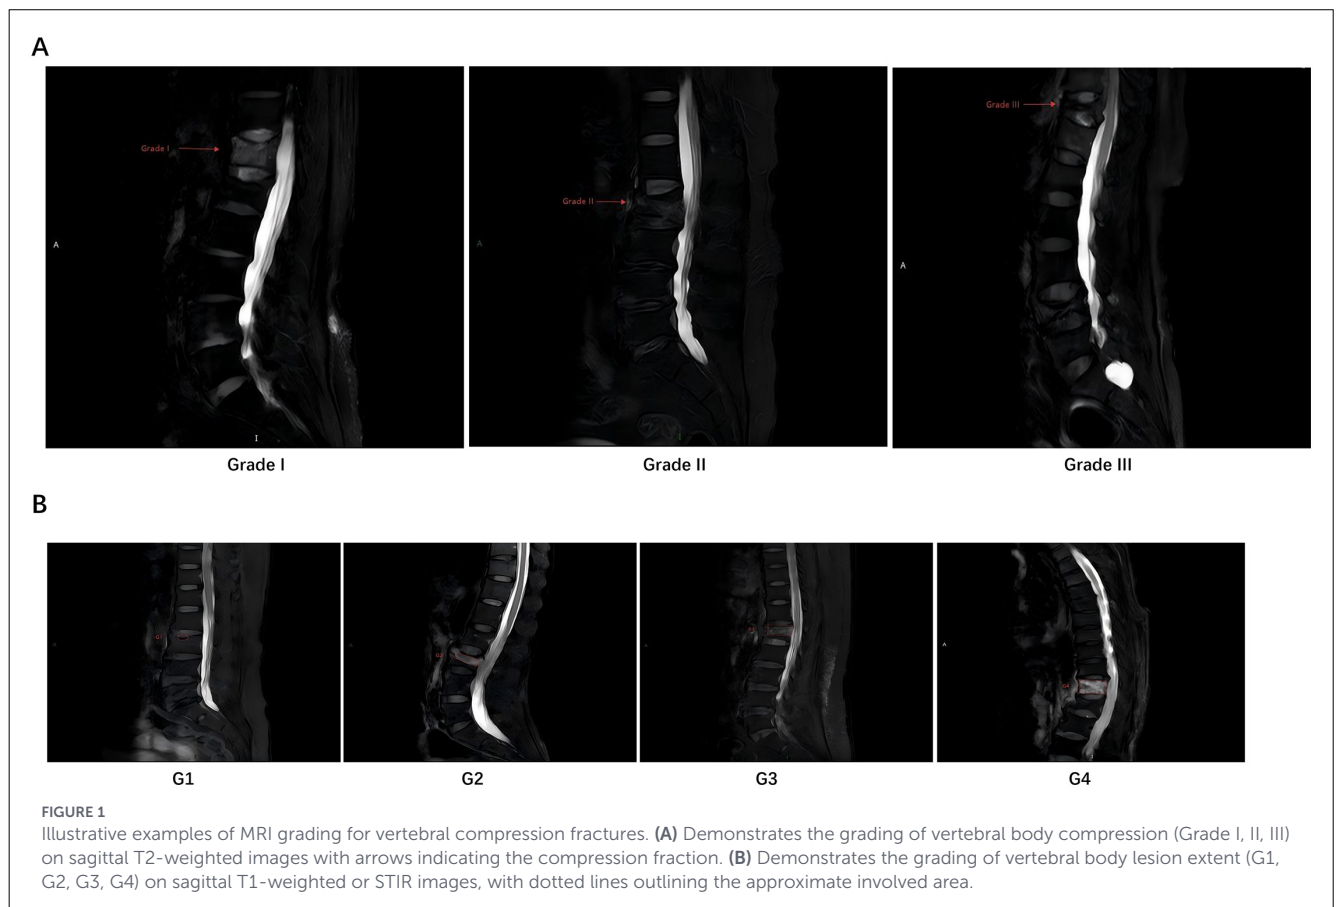 A
Grade I
Grade II
Grade III
A
A
A
I
I
Grade I
Grade II
Grade III
B
G1
G2
G4
A
G1
G2
G3
G4
FIGURE 1
Illustrative examples of MRI grading for vertebral compression fractures. (A) Demonstrates the grading of vertebral body compression (Grade I, II, III)
on sagittal T2-weighted images with arrows indicating the compression fraction. (B) Demonstrates the grading of vertebral body lesion extent (G1,
G2, G3, G4) on sagittal T1-weighted or STIR images, with dotted lines outlining the approximate involved area.